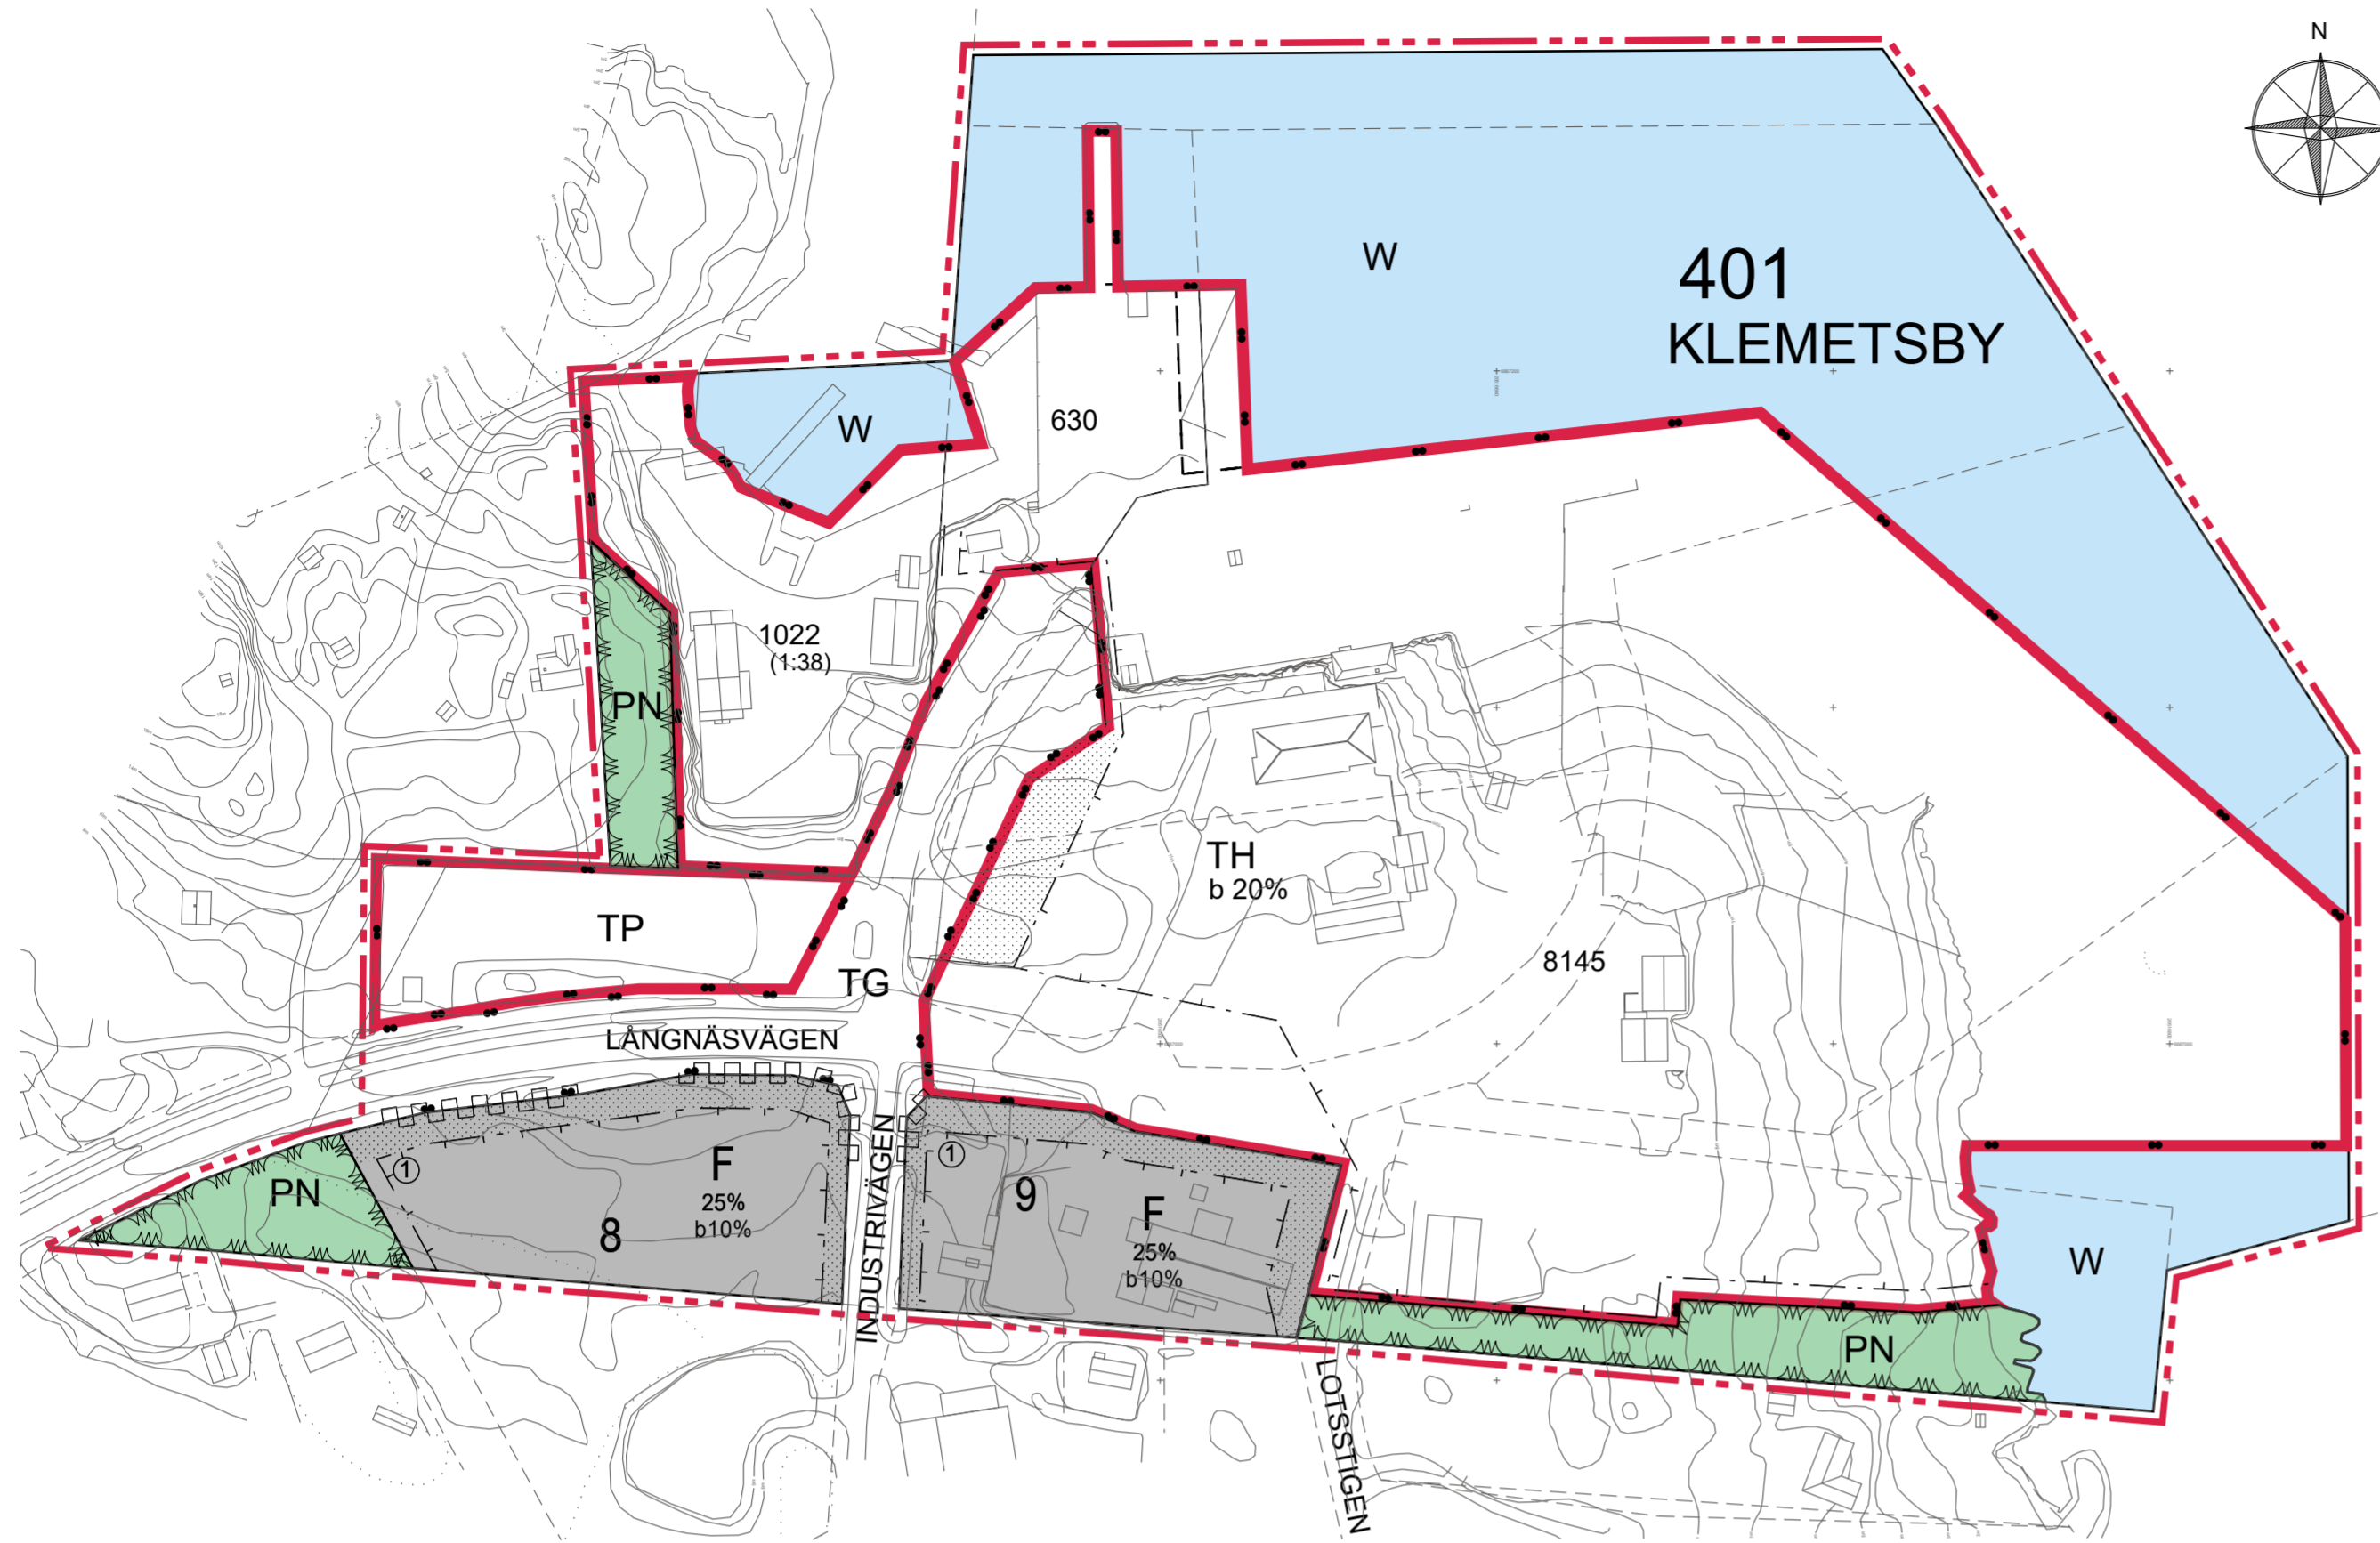 N
W
401
KLEMETSBY
W
630
1022
(1:38)
PN
TH
b 20%
TP
8145
TG
LÅNGNÄSVÄGEN
1
F
25%
b10%
8
PN
INDUSTRIVÄGEN
1
9
F
25%
b10%
W
PN
LOTSSTIGEN